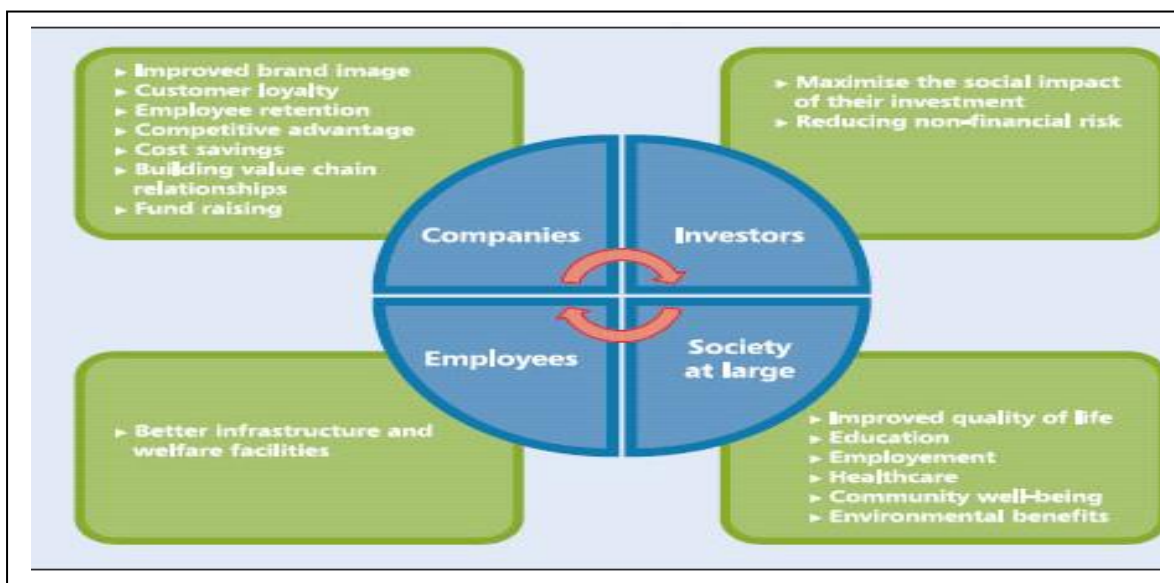 ▸ Improved brand image
▸ Customer loyalty
▸ Employee retention
▸ Competitive advantage
▸ Cost savings
▸ Building value chain
relationships
▸ Fund raising
▸ Maximise the social impact
of their investment
▸ Reducing non-financial risk
Companies
Investors
Employees
Society
at large
▸ Better infrastructure and
welfare facilities
▸ Improved quality of life
▸ Education
▸ Employement
▸ Healthcare
▸ Community well-being
▸ Environmental benefits